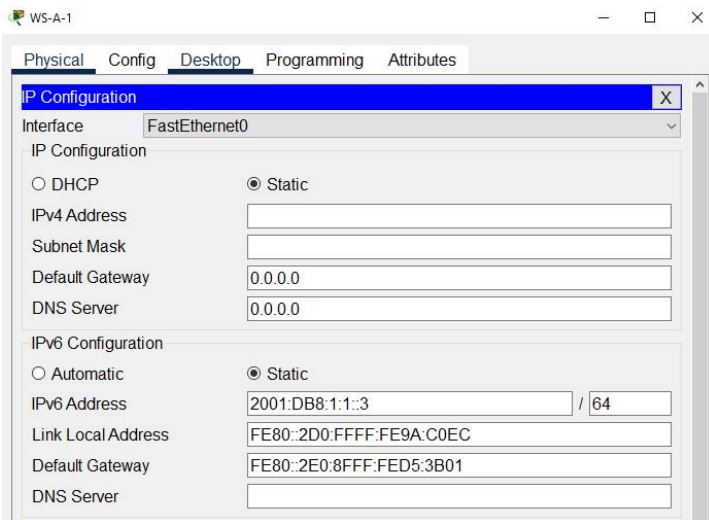 WS-A-1
Physical Config Desktop Programming Attributes
IP Configuration X
Interface FastEthernet0
IP Configuration
DHCP Static
IPv4 Address
Subnet Mask
Default Gateway 0.0.0.0
DNS Server 0.0.0.0
IPv6 Configuration
Automatic Static
IPv6 Address 2001:DB8:1:1::3 / 64
Link Local Address FE80::2D0:FFFF:FE9A:C0EC
Default Gateway FE80::2E0:8FFF:FED5:3B01
DNS Server